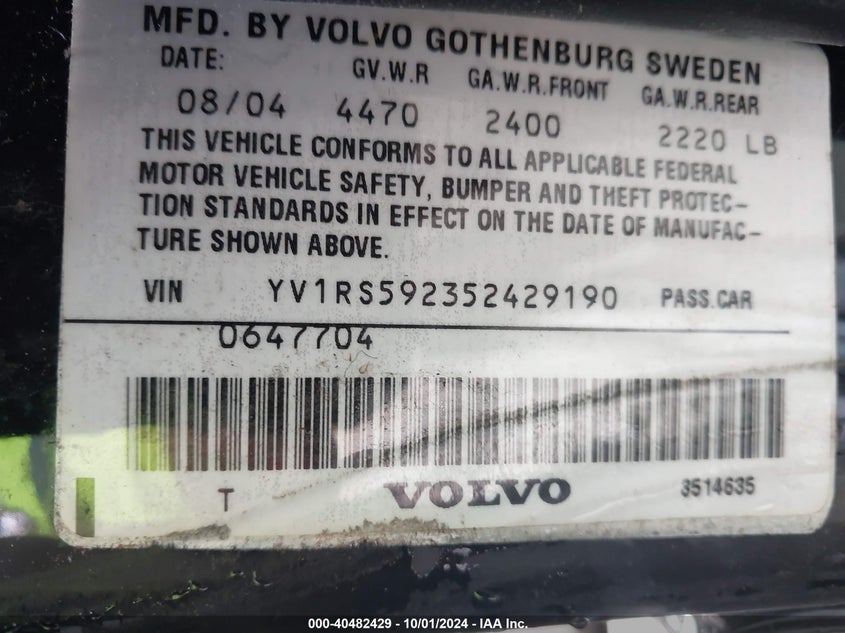 MFD. BY VOLVO GOTHENBURG SWEDEN
DATE: GV.W.R GA.W.R.FRONT GA.W.R.REAR
08/04 4470 2400 2220 LB
THIS VEHICLE CONFORMS TO ALL APPLICABLE FEDERAL
MOTOR VEHICLE SAFETY, BUMPER AND THEFT PROTEC-
TION STANDARDS IN EFFECT ON THE DATE OF MANUFAC-
TURE SHOWN ABOVE.
VIN YV1RS592352429190 PASS.CAR
0647704
T VOLVO 3514635
000-40482429 - 10/01/2024 - IAA Inc.